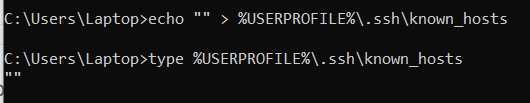 C:\Users\Laptop>echo "" > %USERPROFILE%\.ssh\known_hosts
C:\Users\Laptop>type %USERPROFILE%\.ssh\known_hosts
""